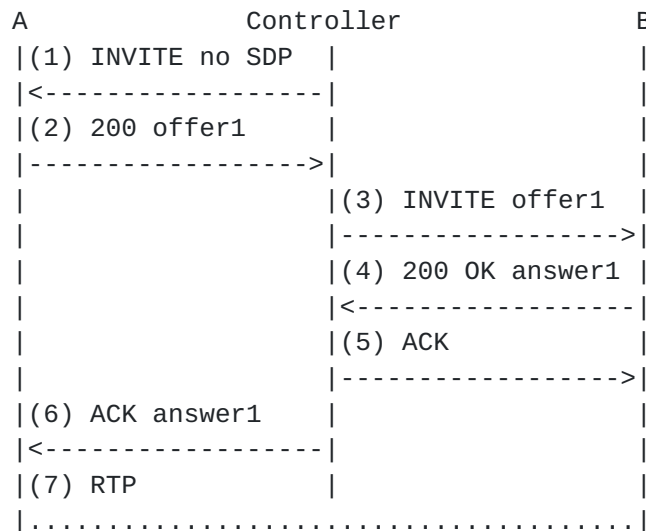 A Controller B
|(1) INVITE no SDP | |
|<------------------| |
|(2) 200 offer1 | |
|------------------>| |
| |(3) INVITE offer1 |
| |------------------>|
| |(4) 200 OK answer1 |
| |<------------------|
| |(5) ACK |
| |------------------>|
|(6) ACK answer1 | |
|<------------------| |
|(7) RTP | |
|.......................................|